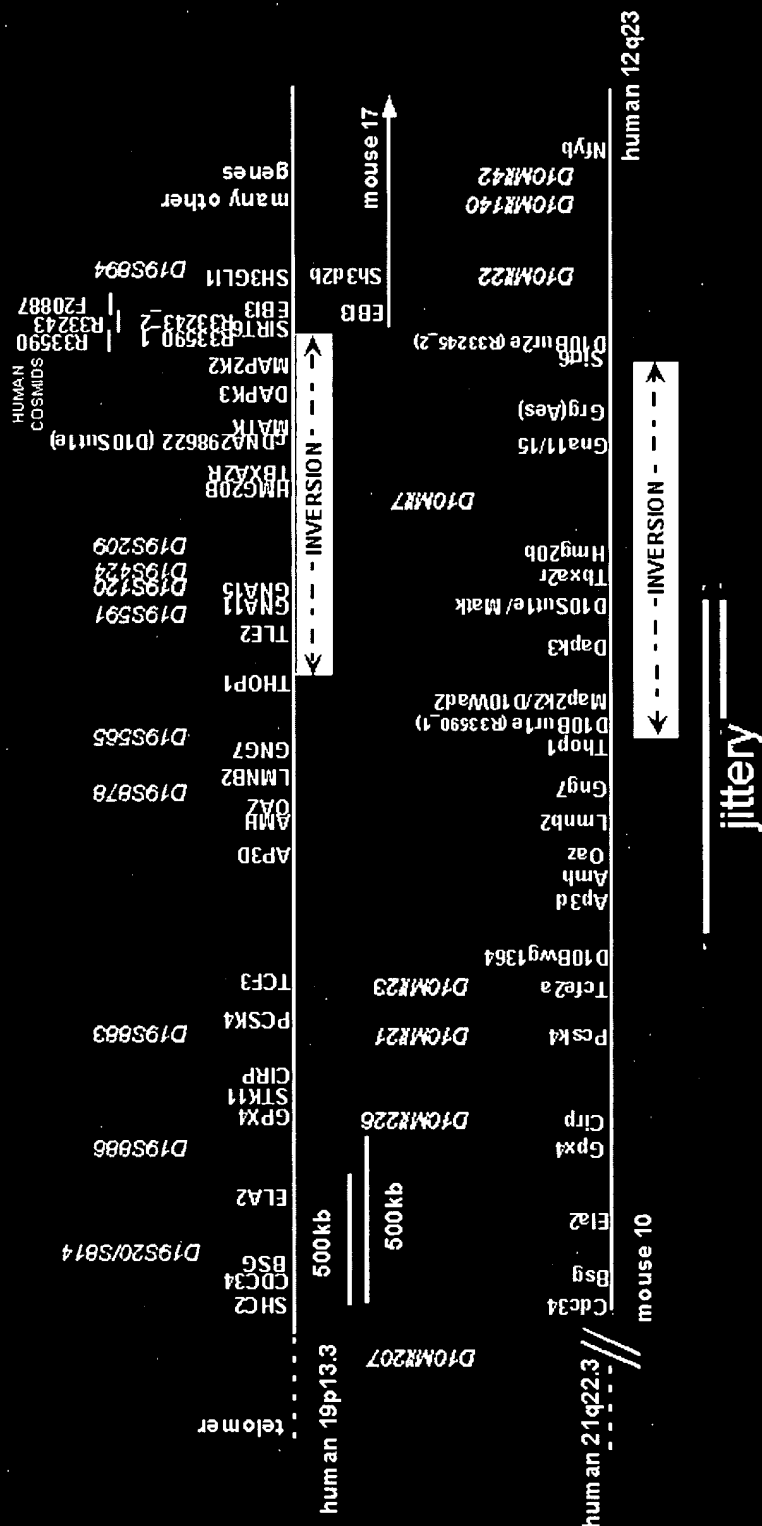 HUMAN
COSMIDS
R33590
R33243
F20887
R33590_1
R33243_2
D19S20/S814
D19S886
D19S883
D19S878
D19S565
D19S591
D19S120
D19S424
D19S209
D19S894
telomer
SHC2
CDC34
BSG
ELA2
GPX4
STK11
CIRP
PCSK4
TCF3
AP3D
AMH
OAZ
LMNB2
GNG7
THOP1
TLE2
GNA11
GNA15
HMG20B
TBXA2R
cDNA298622 (D10Sut1e)
MATK
DAPK3
MAP2K2
SIRT6
EBI3
SH3GL1
many other
genes
human 19p13.3
500kb
500kb
INVERSION
EBI3
Sh3d2b
mouse 17
D10Mit207
D10Mit226
D10Mit21
D10Mit23
D10Mit7
D10Mit22
D10Mit140
D10Mit42
human 21q22.3
Cdc34
Bsg
Ela2
Gpx4
Cirp
Pcsk4
Tcfe2a
D10Bwg1364
Ap3d
Amh
Oaz
Lmnb2
Gng7
Thop1
D10Bur1e (R33590_1)
Map2k2/D10Wad2
Dapk3
D10Sut1e/Matk
Tbxa2r
Hmg20b
Gna11/15
Grg(Aes)
Sirt6
D10Bur2e (R33245_2)
Nfyb
mouse 10
INVERSION
human 12q23
jittery